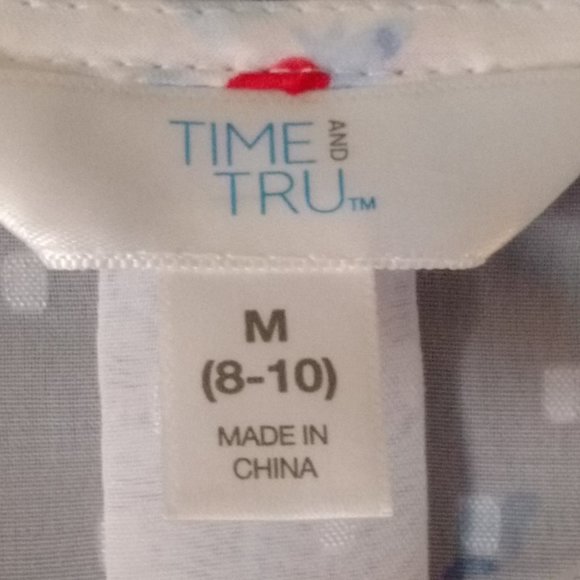 TIME AND
TRU™
M
(8-10)
MADE IN
CHINA